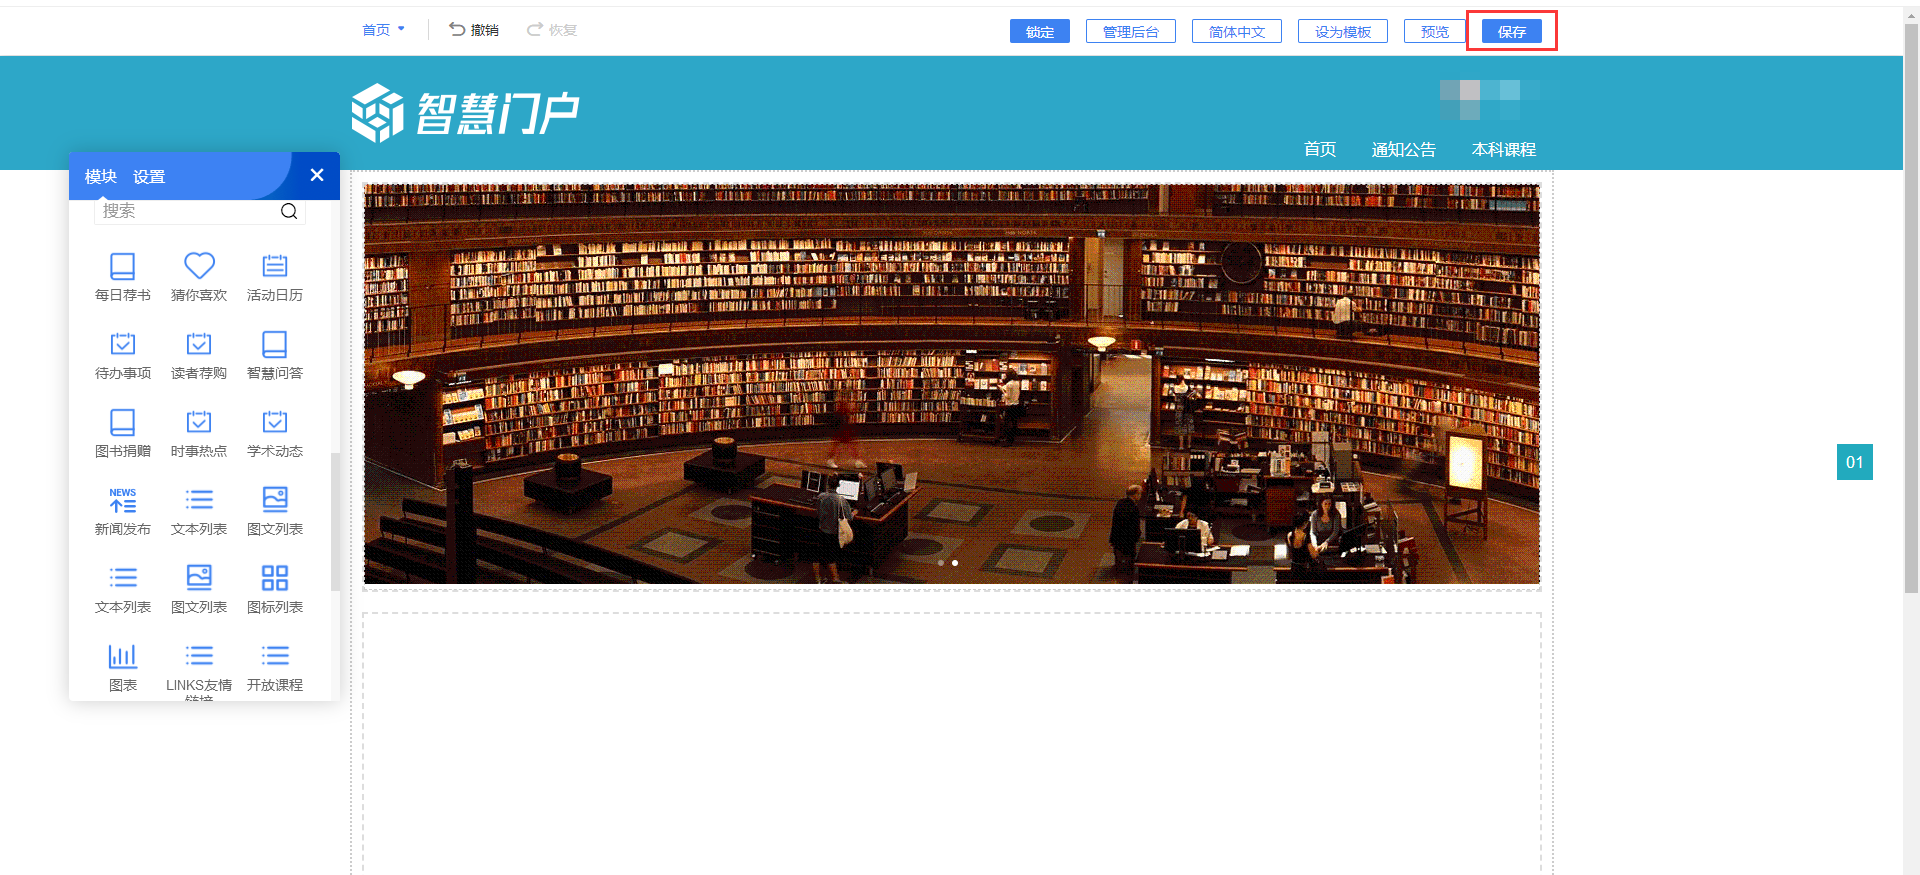 首页 撤销 恢复 锁定 管理后台 简体中文 设为模板 预览 保存
智慧门户
首页 通知公告 本科课程
模块 设置
搜索
每日荐书 猜你喜欢 活动日历
待办事项 读者荐购 智慧问答
图书捐赠 时事热点 学术动态
NEWS
新闻发布 文本列表 图文列表
文本列表 图文列表 图标列表
图表 LINKS友情链接 开放课程
01